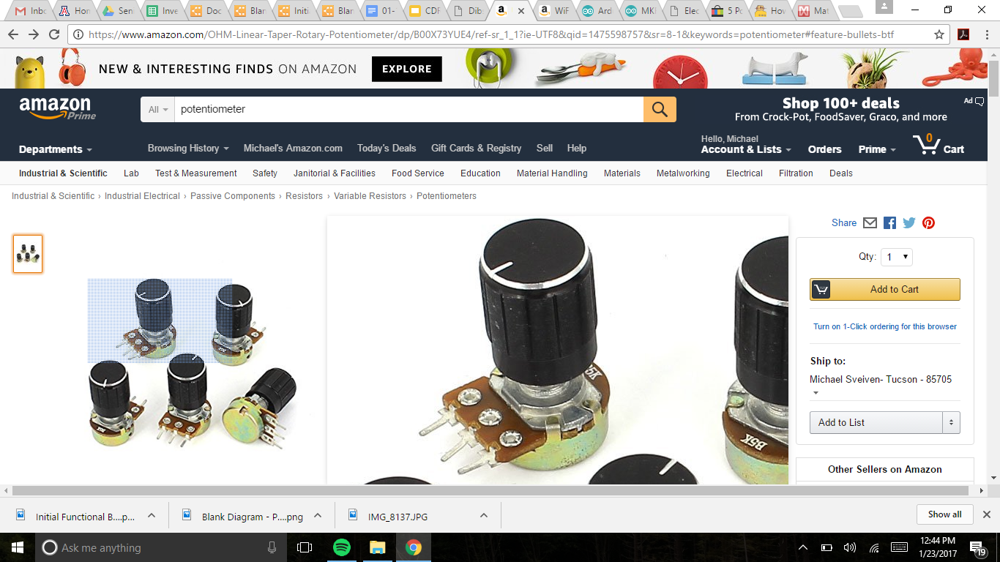 Inbo
Hom
Sen
Inve
Doc
Blar
Initi
Blar
01-
CDF
Dib
WiF
Ard
MKI
Elec
5 Po
How
Mat
https://www.amazon.com/OHM-Linear-Taper-Rotary-Potentiometer/dp/B00X73YUE4/ref-sr_1_1?ie-UTF8&qid=1475598757&sr=8-1&keywords=potentiometer#feature-bullets-btf
NEW & INTERESTING FINDS ON AMAZON EXPLORE
amazon Prime
All potentiometer
Shop 100+ deals
From Crock-Pot, FoodSaver, Graco, and more
Ad
Departments
Browsing History Michael's Amazon.com Today's Deals Gift Cards & Registry Sell Help
Hello, Michael
Account & Lists Orders Prime 0 Cart
Industrial & Scientific Lab Test & Measurement Safety Janitorial & Facilities Food Service Education Material Handling Materials Metalworking Electrical Filtration Deals
Industrial & Scientific › Industrial Electrical › Passive Components › Resistors › Variable Resistors › Potentiometers
Share
Qty: 1
Add to Cart
Turn on 1-Click ordering for this browser
Ship to:
Michael Sveiven- Tucson - 85705
Add to List
Other Sellers on Amazon
B5K
Initial Functional B....p...
Blank Diagram - P....png
IMG_8137.JPG
Show all
Ask me anything
12:44 PM
1/23/2017
19